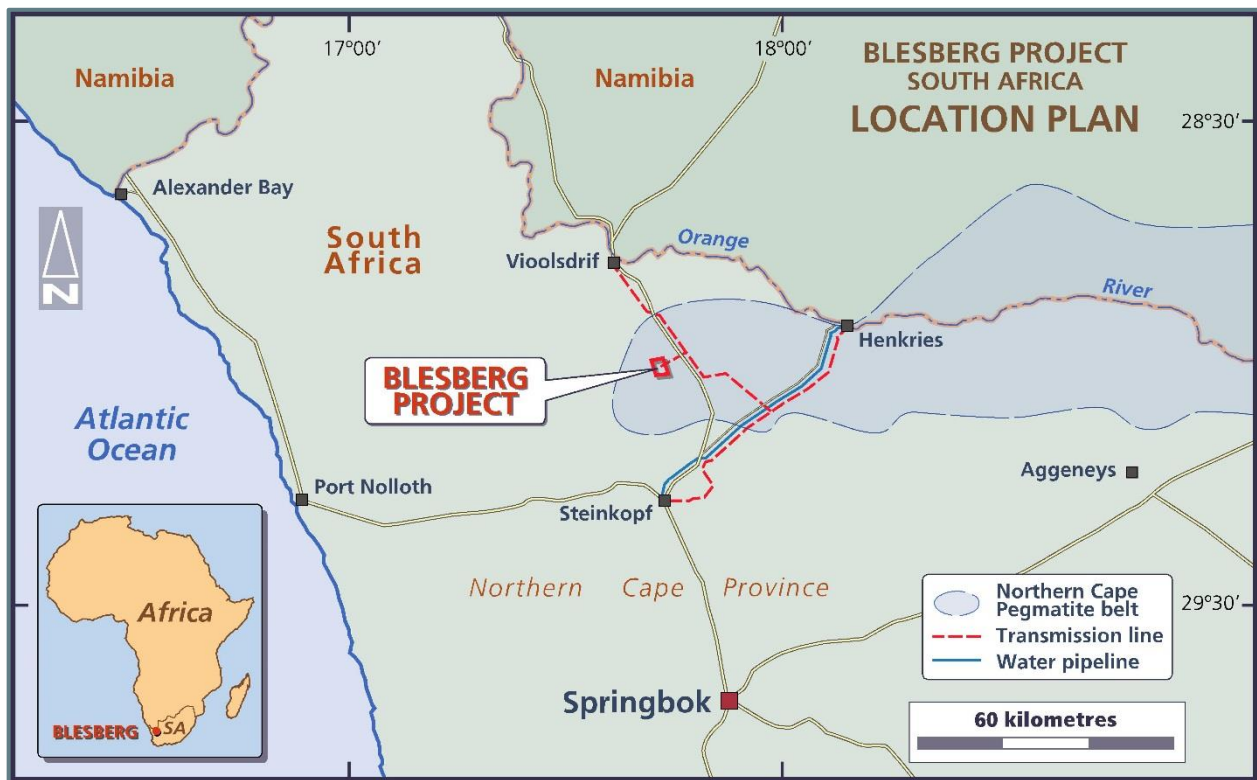 17°00'
18°00'
BLESBERG PROJECT
SOUTH AFRICA
LOCATION PLAN
Namibia
Namibia
28°30'
Alexander Bay
N
South
Africa
Vioolsdrif
Orange
River
Henkries
BLESBERG
PROJECT
Atlantic
Ocean
Port Nolloth
Steinkopf
Aggeneys
Northern Cape Province
Africa
SA
BLESBERG
Springbok
Northern Cape
Pegmatite belt
Transmission line
Water pipeline
29°30'
60 kilometres